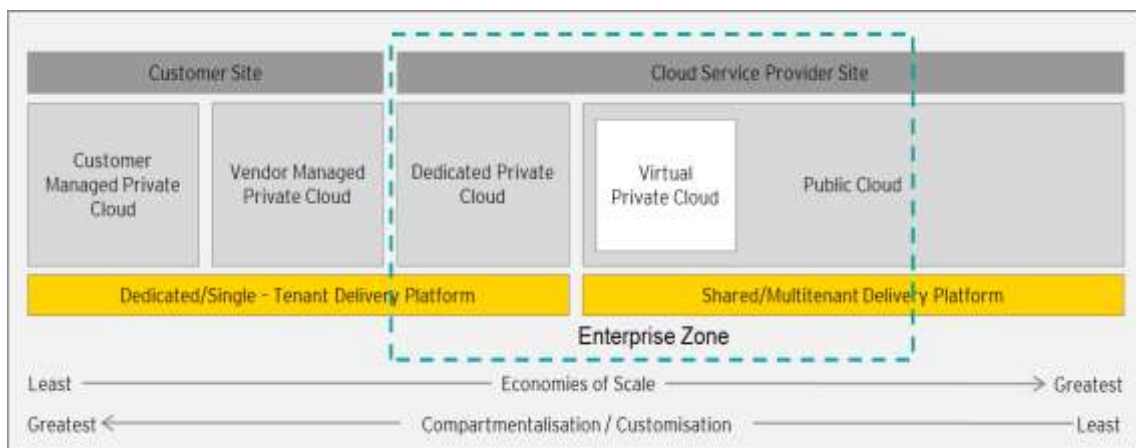 Customer Site
Cloud Service Provider Site
Customer
Managed Private
Cloud
Vendor Managed
Private Cloud
Dedicated Private
Cloud
Virtual
Private Cloud
Public Cloud
Dedicated/Single – Tenant Delivery Platform
Shared/Multitenant Delivery Platform
Enterprise Zone
Least
Economies of Scale
Greatest
Greatest
Compartmentalisation / Customisation
Least